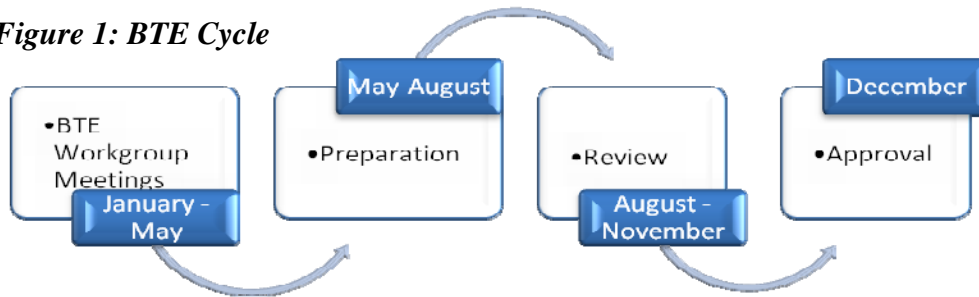 Figure 1: BTE Cycle
•BTE
Workgroup
Meetings
January -
May
May August
•Preparation
•Review
August -
November
December
•Approval